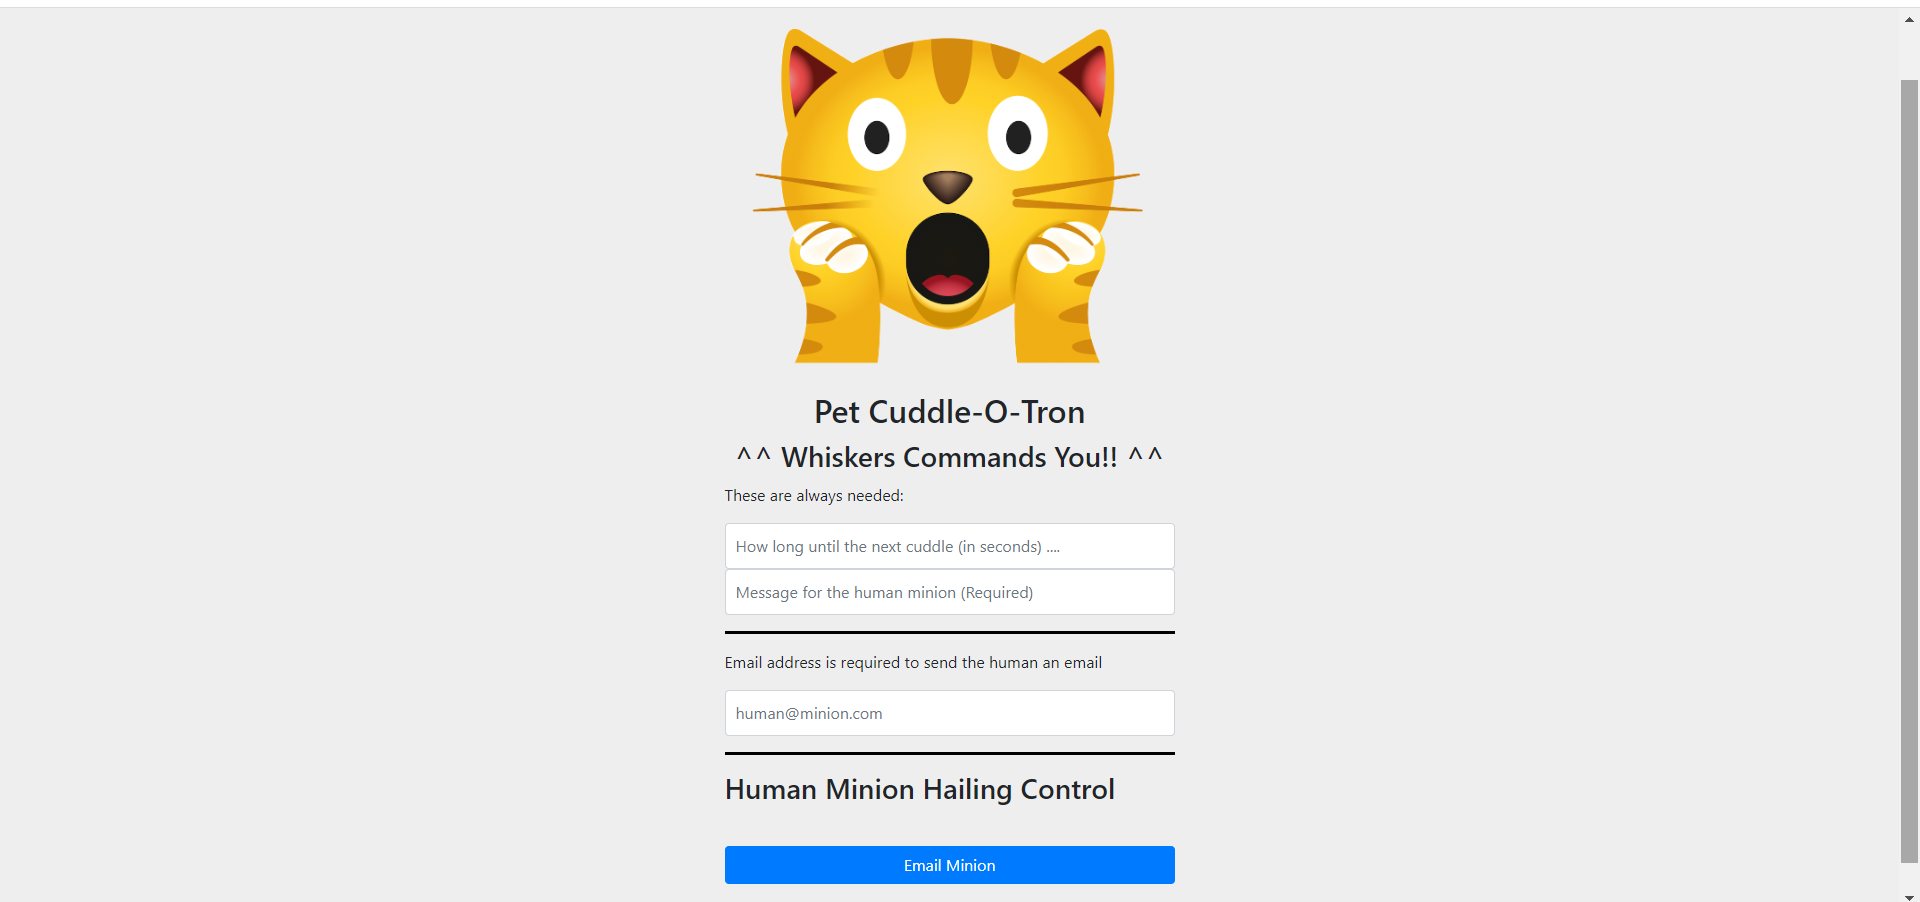 Pet Cuddle-O-Tron
^^ Whiskers Commands You!! ^^
These are always needed:
How long until the next cuddle (in seconds) ....
Message for the human minion (Required)
Email address is required to send the human an email
human@minion.com
Human Minion Hailing Control
Email Minion